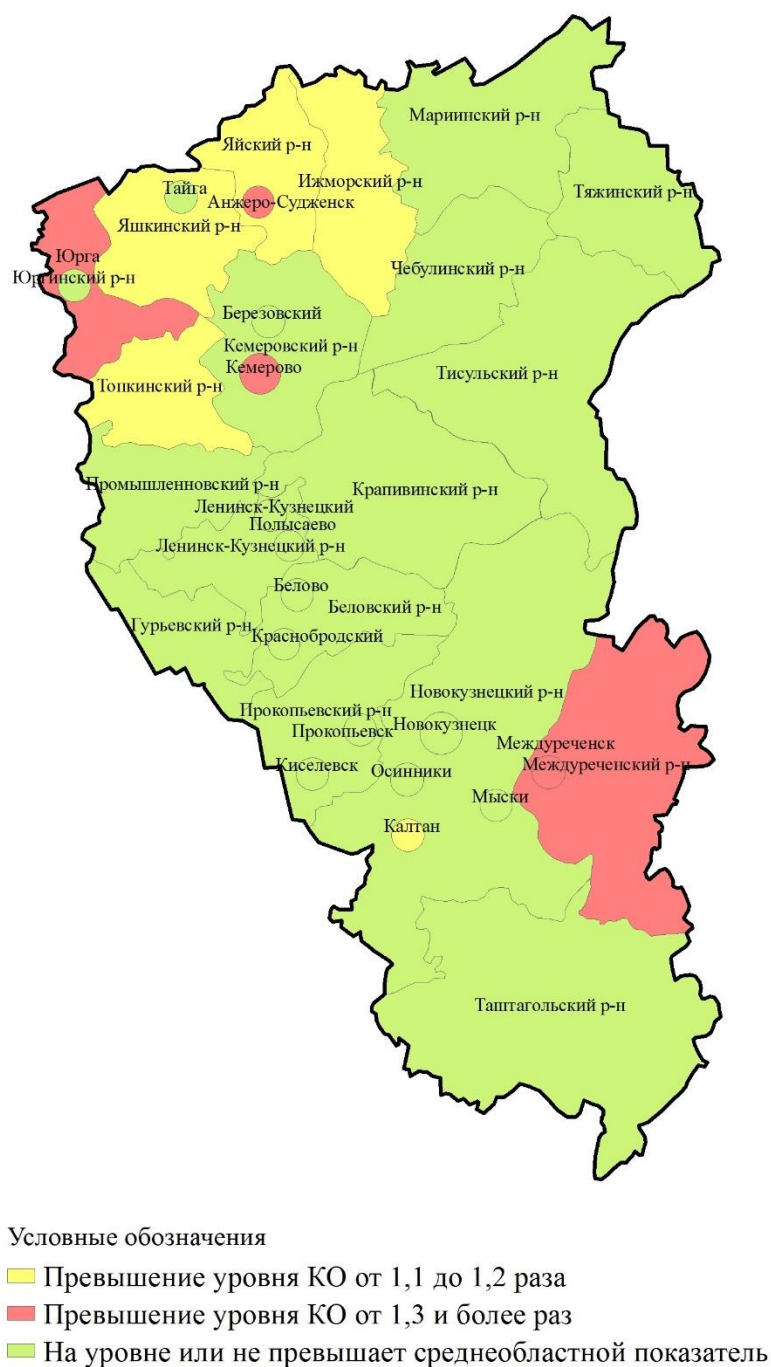 Мариинский р-н
Яйский р-н
Ижморский р-н
Тяжинский р-н
Тайга
Анжеро-Судженск
Яшкинский р-н
Юрга
Юргинский р-н
Чебулинский р-н
Березовский
Кемеровский р-н
Кемерово
Тисульский р-н
Топкинский р-н
Промышленновский р-н
Крапивинский р-н
Ленинск-Кузнецкий
Полысаево
Ленинск-Кузнецкий р-н
Белово
Беловский р-н
Гурьевский р-н
Краснобродский
Новокузнецкий р-н
Прокопьевский р-н
Прокопьевск
Новокузнецк
Междуреченск
Междуреченский р-н
Киселевск
Осинники
Мыски
Калтан
Таштагольский р-н
Условные обозначения
Превышение уровня КО от 1,1 до 1,2 раза
Превышение уровня КО от 1,3 и более раз
На уровне или не превышает среднеобластной показатель